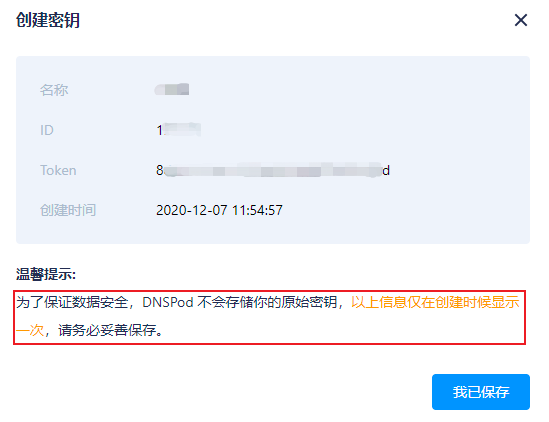 创建密钥
名称
ID 1
Token 8 d
创建时间 2020-12-07 11:54:57
温馨提示:
为了保证数据安全，DNSPod 不会存储你的原始密钥，以上信息仅在创建时候显示
一次，请务必妥善保存。
我已保存